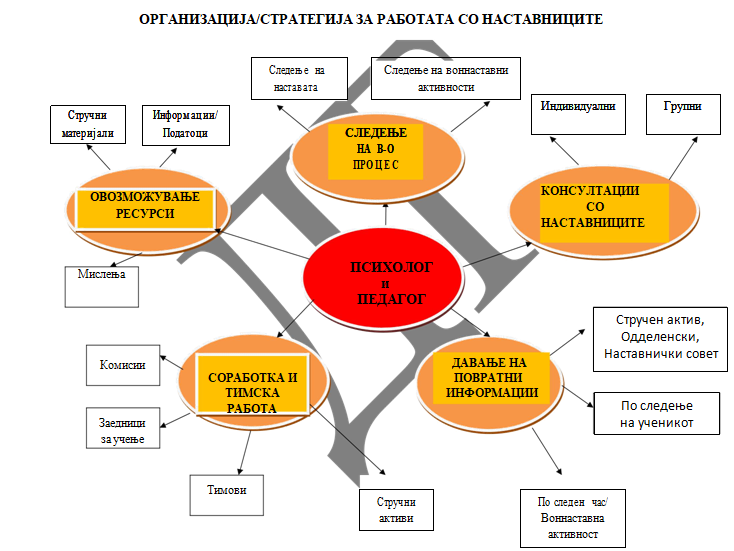 ОРГАНИЗАЦИЈА/СТРАТЕГИЈА ЗА РАБОТАТА СО НАСТАВНИЦИТЕ
Следење на
наставата
Следење на воннаставни
активности
Стручни
материјали
Информации/
Податоци
Индивидуални
Групни
СЛЕДЕЊЕ
НА В-О
ПРОЦЕС
ОВОЗМОЖУВАЊЕ
РЕСУРСИ
КОНСУЛТАЦИИ
СО
НАСТАВНИЦИТЕ
Мислења
ПСИХОЛОГ
и
ПЕДАГОГ
Стручен актив,
Одделенски,
Наставнички совет
Комисии
СОРАБОТКА И
ТИМСКА
РАБОТА
ДАВАЊЕ НА
ПОВРАТНИ
ИНФОРМАЦИИ
По следење
на ученикот
Заедници
за учење
Тимови
Стручни
активи
По следен час/
Воннаставна
активност